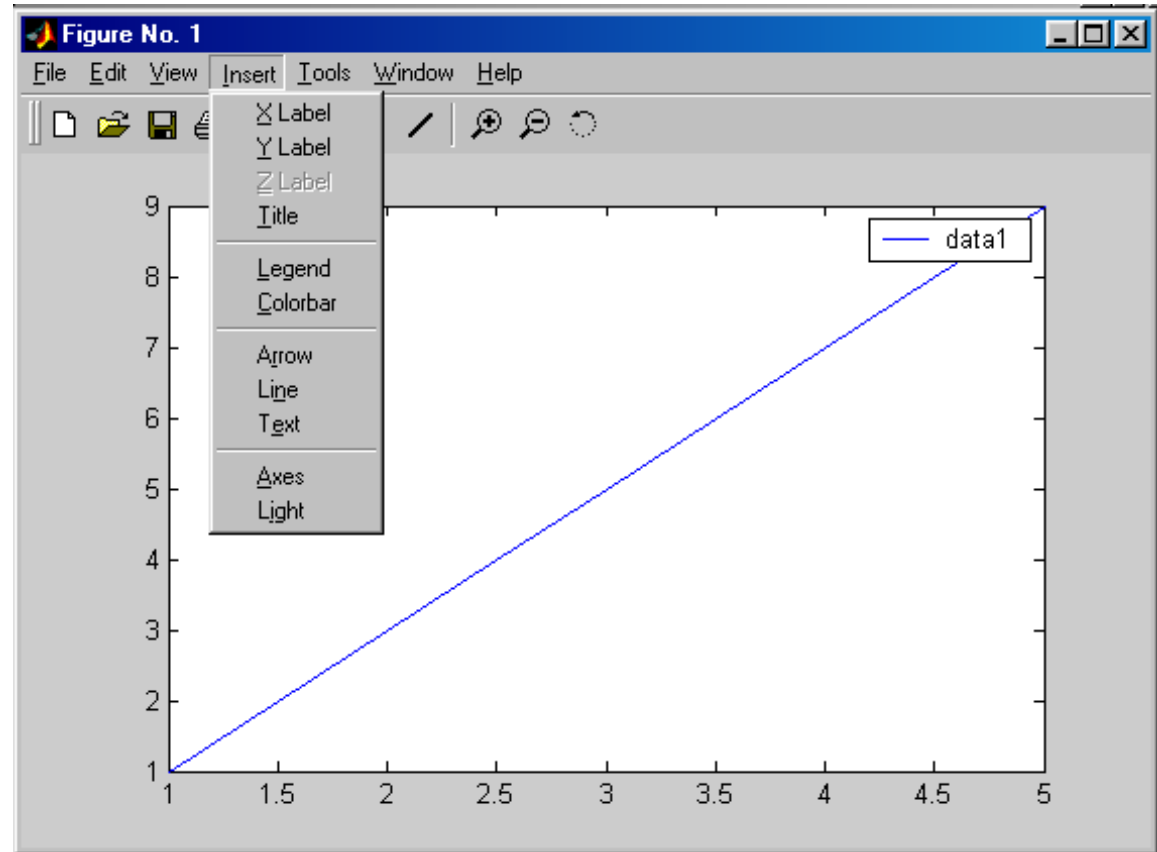 Figure No. 1
File Edit View Insert Tools Window Help
X Label
Y Label
Z Label
Title
Legend
Colorbar
Arrow
Line
Text
Axes
Light
data1
9
8
7
6
5
4
3
2
1
1 1.5 2 2.5 3 3.5 4 4.5 5